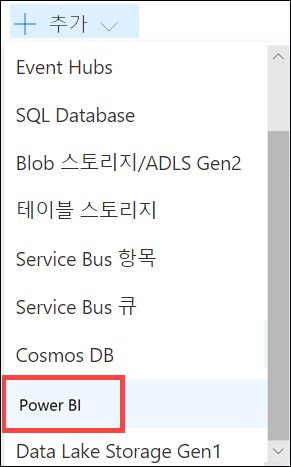 추가
Event Hubs
SQL Database
Blob 스토리지/ADLS Gen2
테이블 스토리지
Service Bus 항목
Service Bus 큐
Cosmos DB
Power BI
Data Lake Storage Gen1